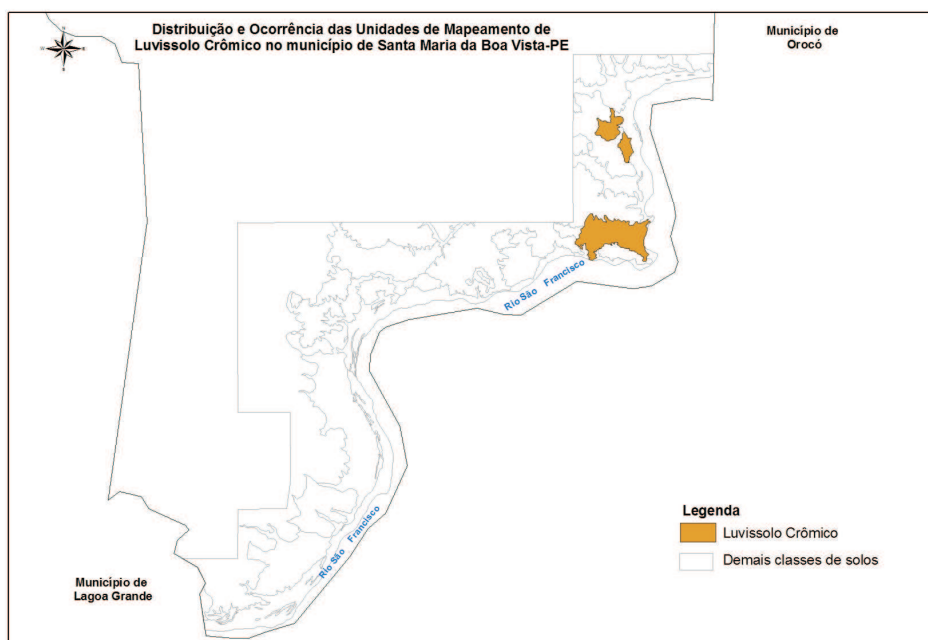 Distribuição e Ocorrência das Unidades de Mapeamento de
Luvissolo Crômico no município de Santa Maria da Boa Vista-PE
Município de
Orocó
Rio São Francisco
Rio São Francisco
Município de
Lagoa Grande
Legenda
Luvissolo Crômico
Demais classes de solos